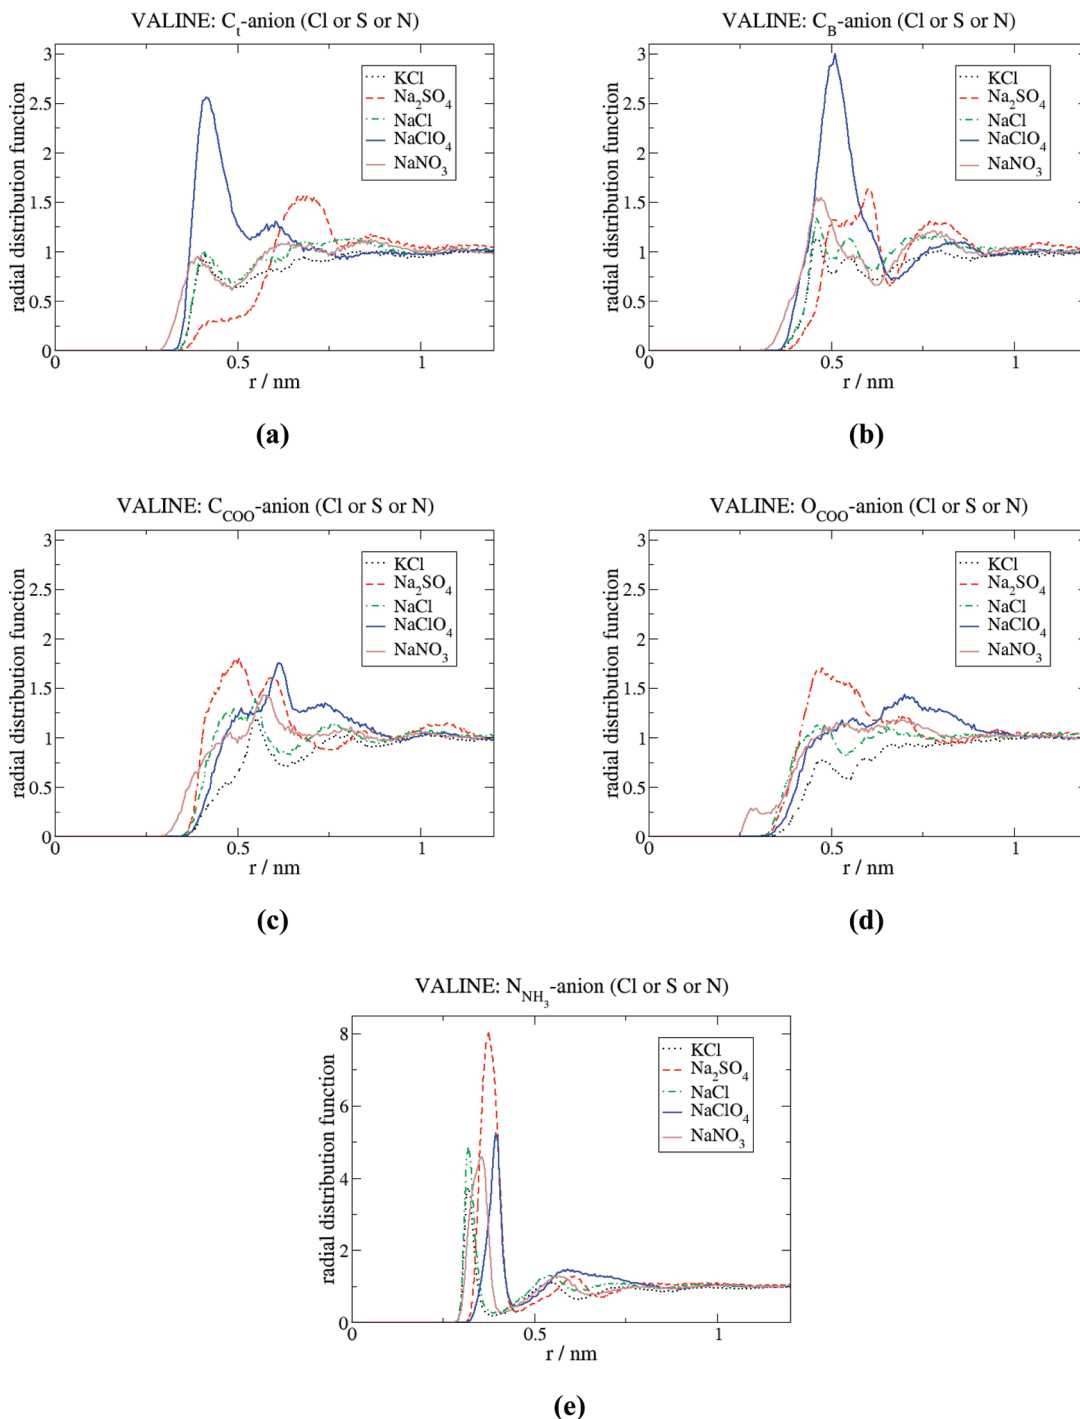 VALINE: Ct-anion (Cl or S or N)
radial distribution function
3
2.5
2
1.5
1
0.5
0
KCl
Na2SO4
NaCl
NaClO4
NaNO3
0 0.5 1
r / nm
(a)
VALINE: CB-anion (Cl or S or N)
radial distribution function
3
2.5
2
1.5
1
0.5
0
KCl
Na2SO4
NaCl
NaClO4
NaNO3
0 0.5 1
r / nm
(b)
VALINE: CCOO-anion (Cl or S or N)
radial distribution function
3
2.5
2
1.5
1
0.5
0
KCl
Na2SO4
NaCl
NaClO4
NaNO3
0 0.5 1
r / nm
(c)
VALINE: OCOO-anion (Cl or S or N)
radial distribution function
3
2.5
2
1.5
1
0.5
0
KCl
Na2SO4
NaCl
NaClO4
NaNO3
0 0.5 1
r / nm
(d)
VALINE: NNH3-anion (Cl or S or N)
radial distribution function
8
6
4
2
0
KCl
Na2SO4
NaCl
NaClO4
NaNO3
0 0.5 1
r / nm
(e)